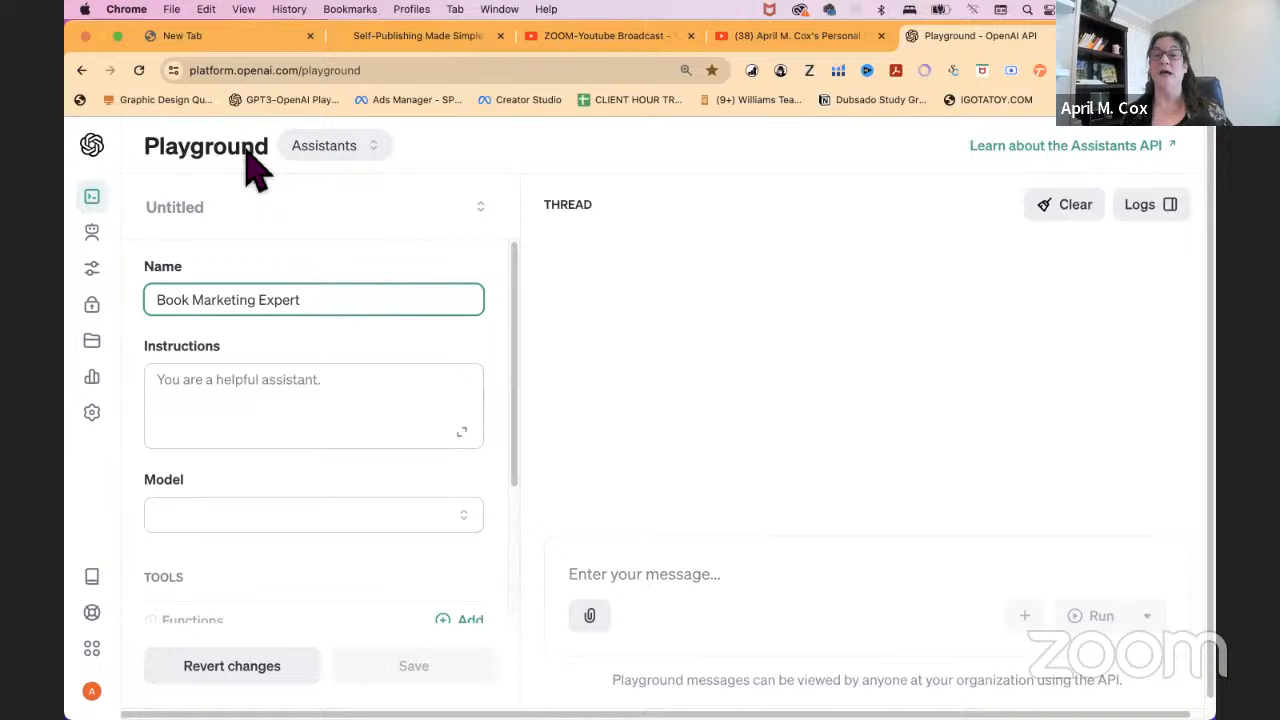 Chrome File Edit View History Bookmarks Profiles Tab Window Help
New Tab
Self-Publishing Made Simple
ZOOM-Youtube Broadcast -
(38) April M. Cox's Personal
Playground - OpenAI API
platform.openai.com/playground
Graphic Design Qu...
GPT3-OpenAI Play...
Ads Manager - SP...
Creator Studio
CLIENT HOUR TR...
(9+) Williams Tea...
Dubsado Study Gr...
IGOTATOY.COM
April M. Cox
Playground
Assistants
Learn about the Assistants API
Untitled
THREAD
Clear
Logs
Name
Book Marketing Expert
Instructions
You are a helpful assistant.
Model
TOOLS
Functions
Add
Enter your message...
Run
Revert changes
Save
A
zoom
Playground messages can be viewed by anyone at your organization using the API.